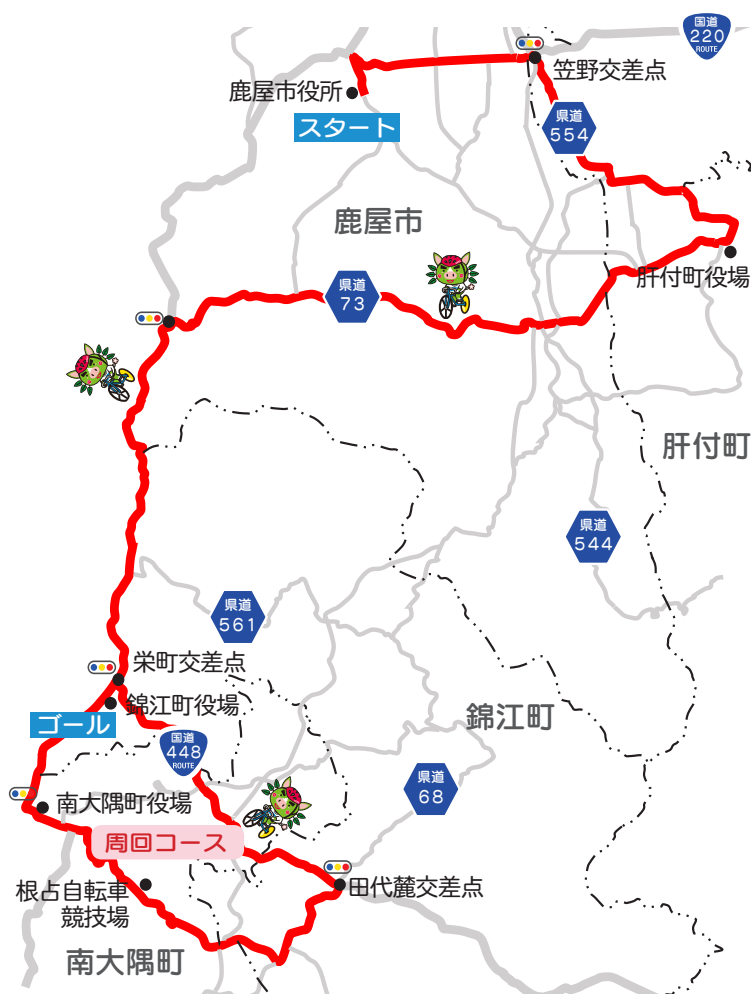 国道
220
ROUTE
笠野交差点
鹿屋市役所
スタート
県道
554
鹿屋市
肝付町役場
県道
73
肝付町
県道
544
県道
561
栄町交差点
錦江町役場
ゴール
錦江町
国道
448
ROUTE
県道
68
南大隅町役場
周回コース
田代麓交差点
根占自転車
競技場
南大隅町